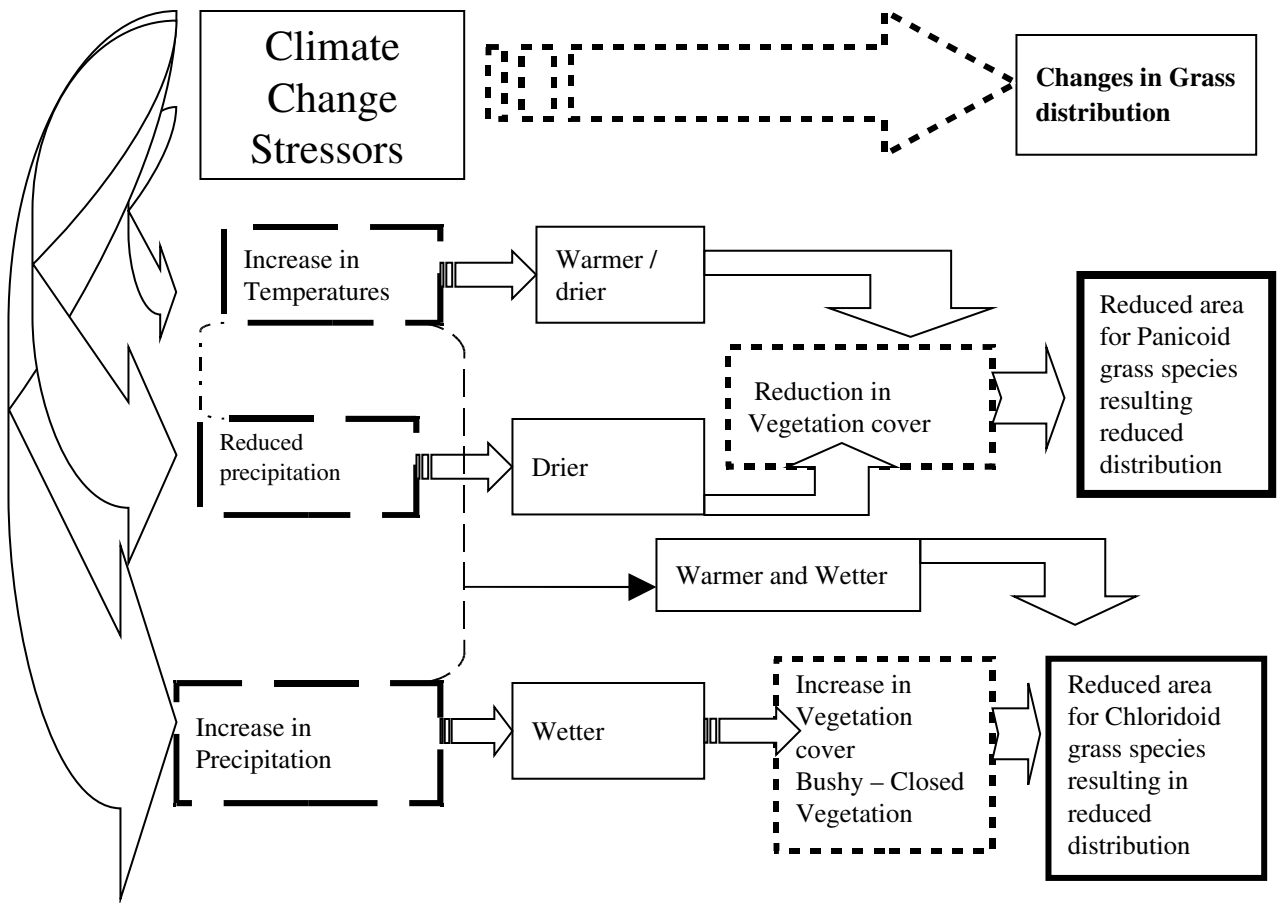 Climate
Change
Stressors
Changes in Grass
distribution
Increase in
Temperatures
Warmer /
drier
Reduced area
for Panicoid
grass species
resulting
reduced
distribution
Reduction in
Vegetation cover
Reduced
precipitation
Drier
Warmer and Wetter
Increase in
Precipitation
Wetter
Increase in
Vegetation
cover
Bushy – Closed
Vegetation
Reduced area
for Chloridoid
grass species
resulting in
reduced
distribution